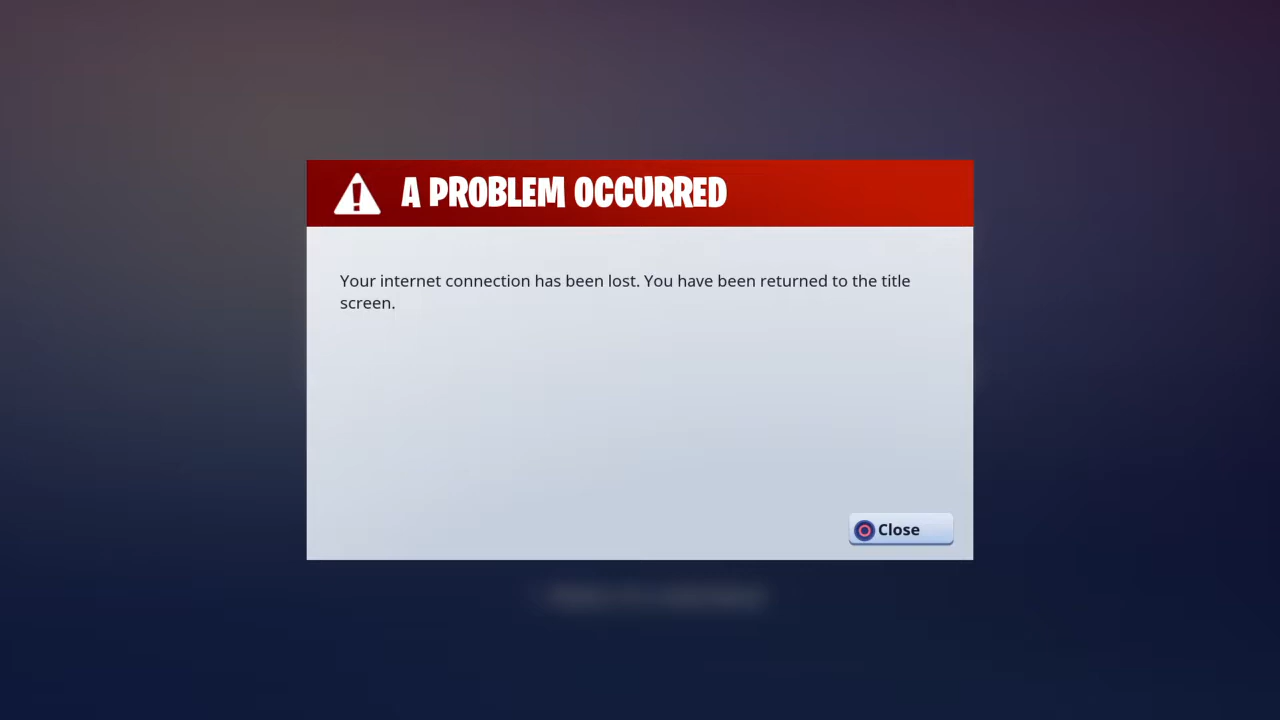 A PROBLEM OCCURRED
Your internet connection has been lost. You have been returned to the title
screen.
Close